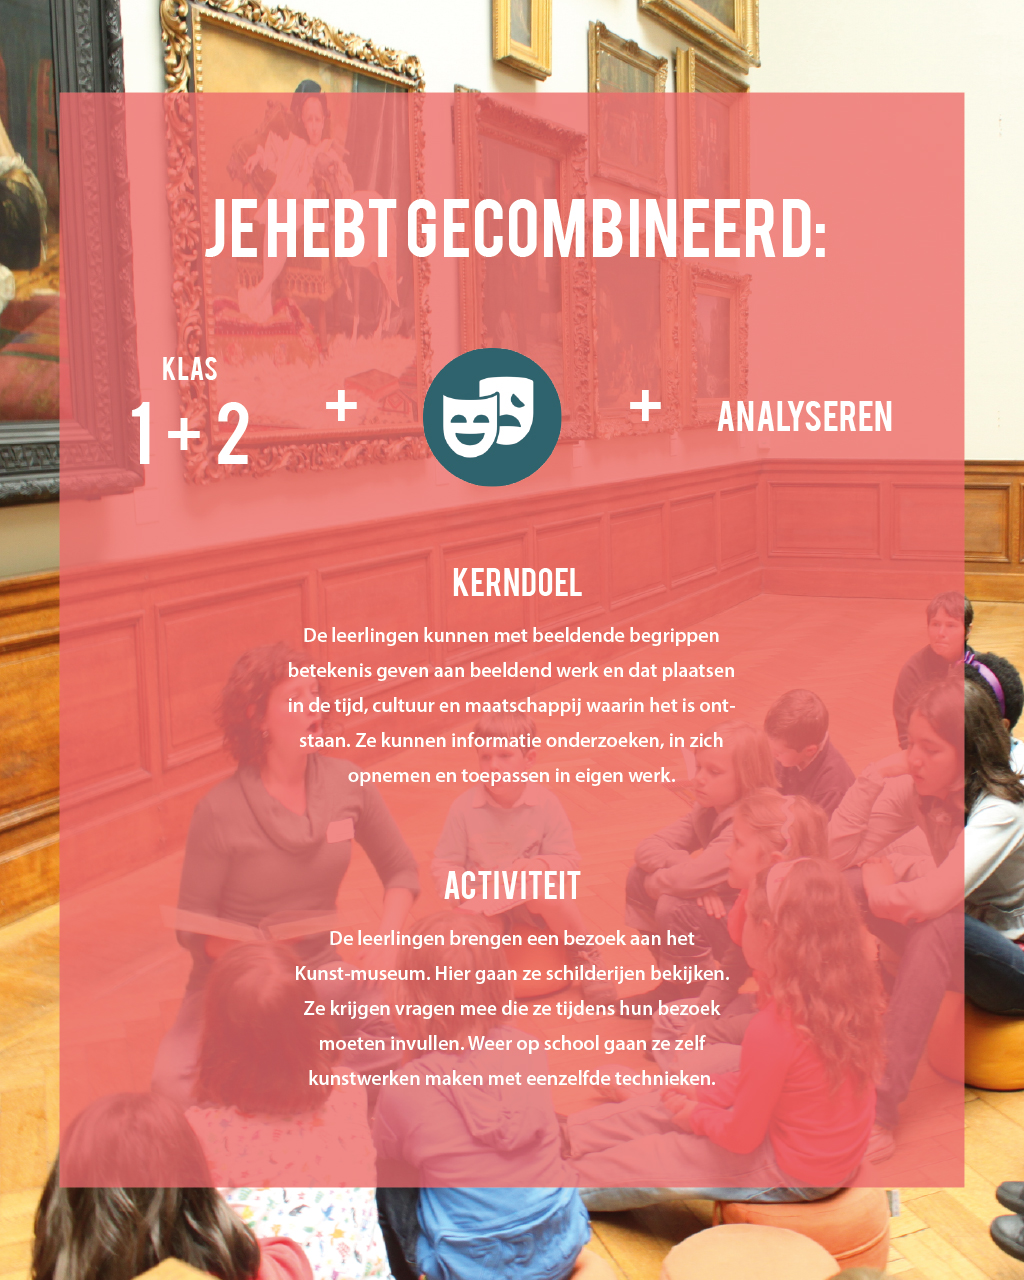 JE HEBT GECOMBINEERD:
KLAS
1 + 2 + + ANALYSEREN
KERNDOEL
De leerlingen kunnen met beeldende begrippen
betekenis geven aan beeldend werk en dat plaatsen
in de tijd, cultuur en maatschappij waarin het is ont-
staan. Ze kunnen informatie onderzoeken, in zich
opnemen en toepassen in eigen werk.
ACTIVITEIT
De leerlingen brengen een bezoek aan het
Kunst-museum. Hier gaan ze schilderijen bekijken.
Ze krijgen vragen mee die ze tijdens hun bezoek
moeten invullen. Weer op school gaan ze zelf
kunstwerken maken met eenzelfde technieken.